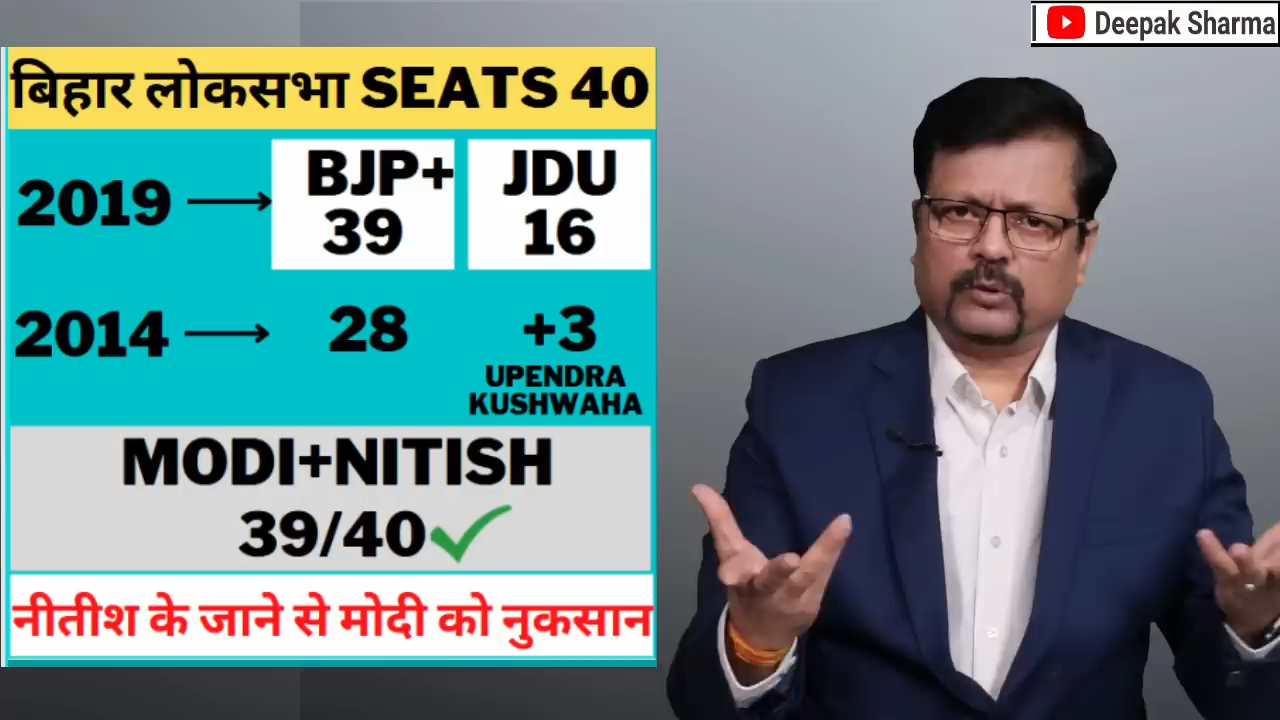 Deepak Sharma
बिहार लोकसभा SEATS 40
2019 → BJP+ 39 JDU 16
2014 → 28 +3
UPENDRA
KUSHWAHA
MODI+NITISH
39/40✓
नीतीश के जाने से मोदी को नुकसान